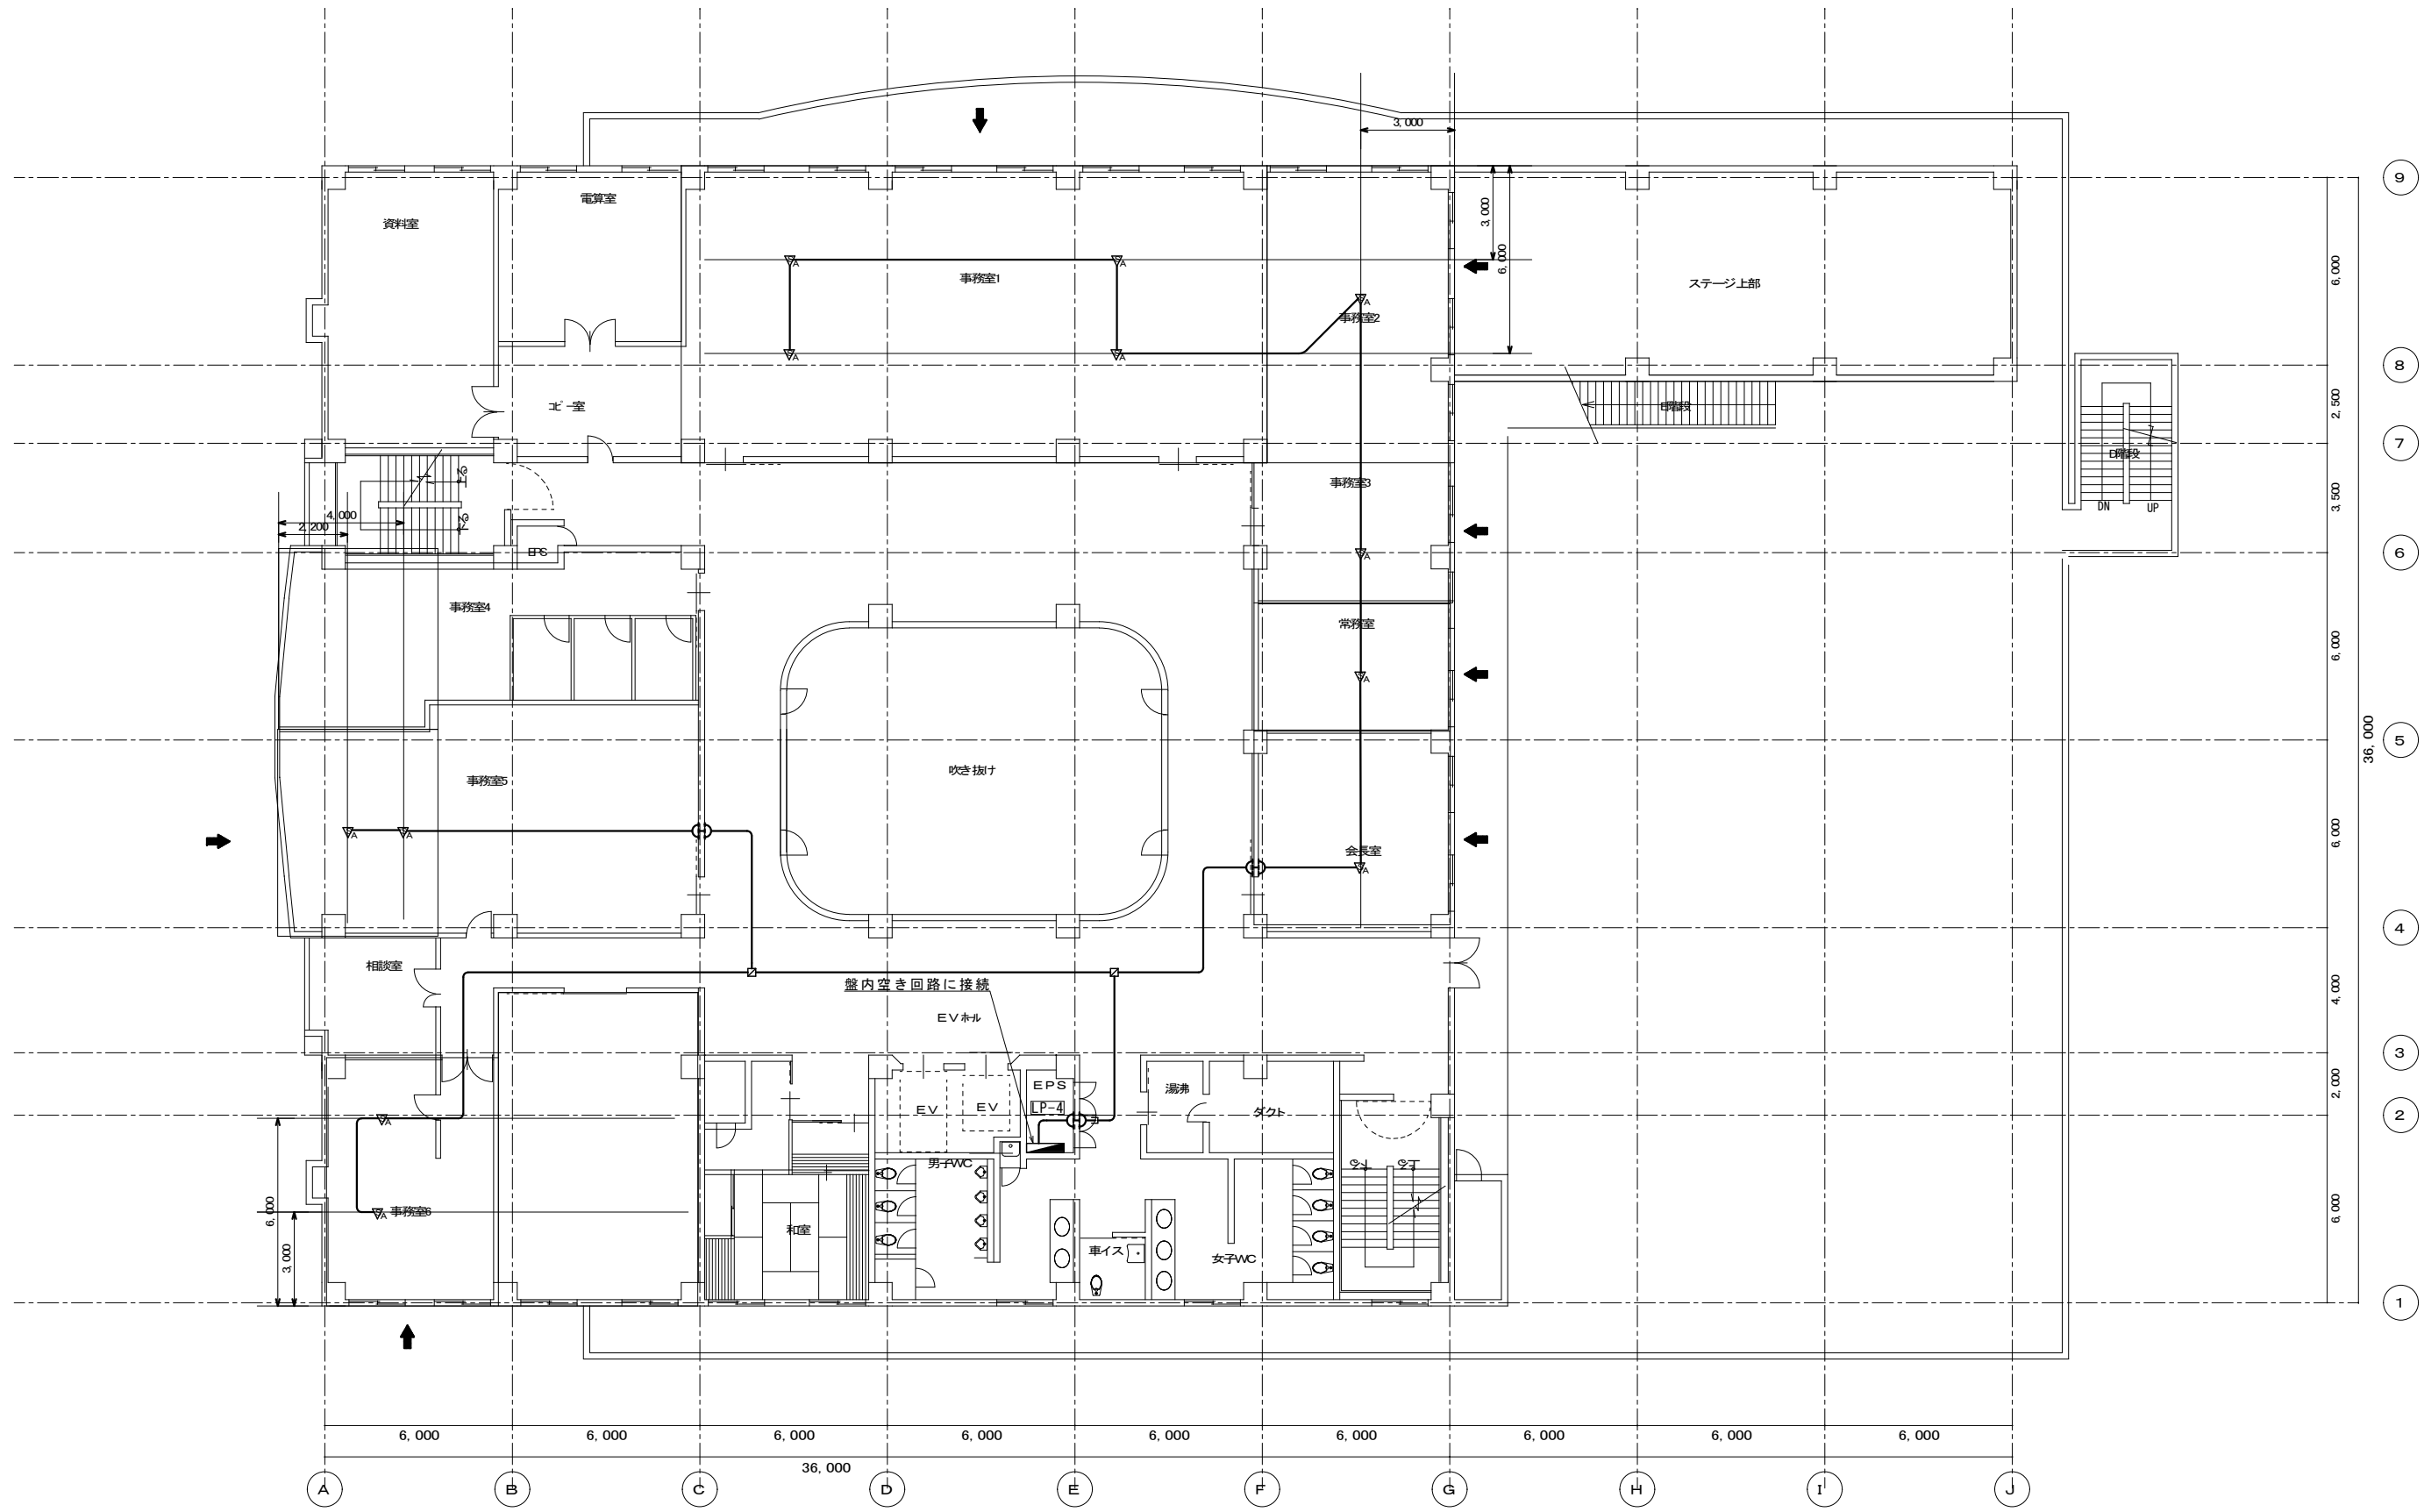 3,000
9
電算室
資料室
3,000
6,000
6,000
事務室1
ステージ上部
A
A
A
事務室2
A
A
8
コピー室
E階段
2,500
7
D階段
事務室3
3,500
DN
UP
4,000
2,200
EPS
A
6
事務室4
常務室
6,000
A
5
36,000
吹き抜け
事務室5
A
A
6,000
会長室
A
4
相談室
盤内空き回路に接続
4,000
EVホール
3
EPS
湯沸
2,000
EV
EV
LP-4
ダクト
2
A
男子WC
6,000
A
事務室6
6,000
和室
車イス
女子WC
3,000
1
6,000
6,000
6,000
6,000
6,000
6,000
6,000
6,000
6,000
36,000
A
B
C
D
E
F
G
H
I
J